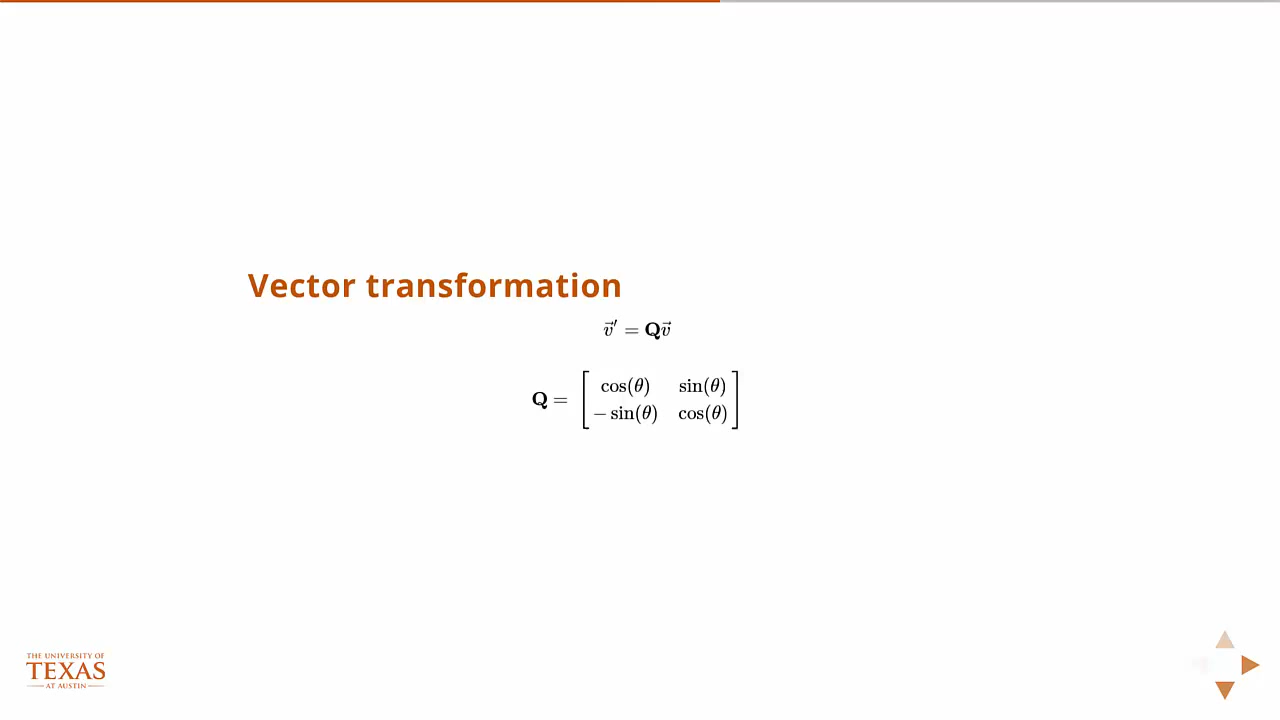 Vector transformation
v⃗′ = Qv⃗
Q = [ cos(θ) sin(θ)
− sin(θ) cos(θ) ]
THE UNIVERSITY OF
TEXAS
AT AUSTIN